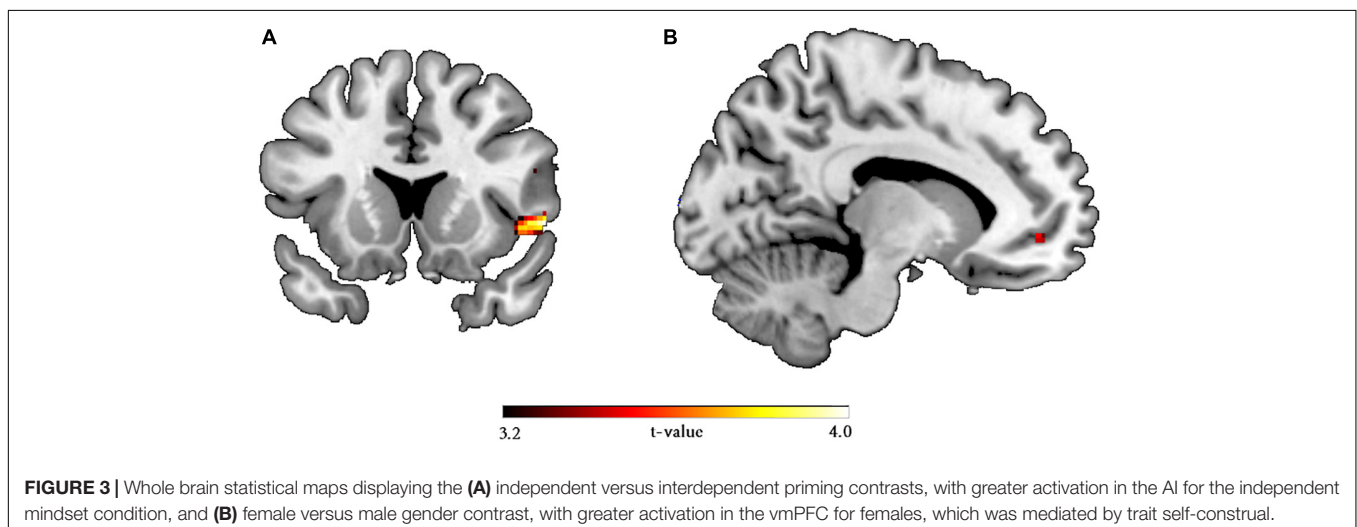 A
B
3.2 t-value 4.0
FIGURE 3 | Whole brain statistical maps displaying the (A) independent versus interdependent priming contrasts, with greater activation in the AI for the independent
mindset condition, and (B) female versus male gender contrast, with greater activation in the vmPFC for females, which was mediated by trait self-construal.